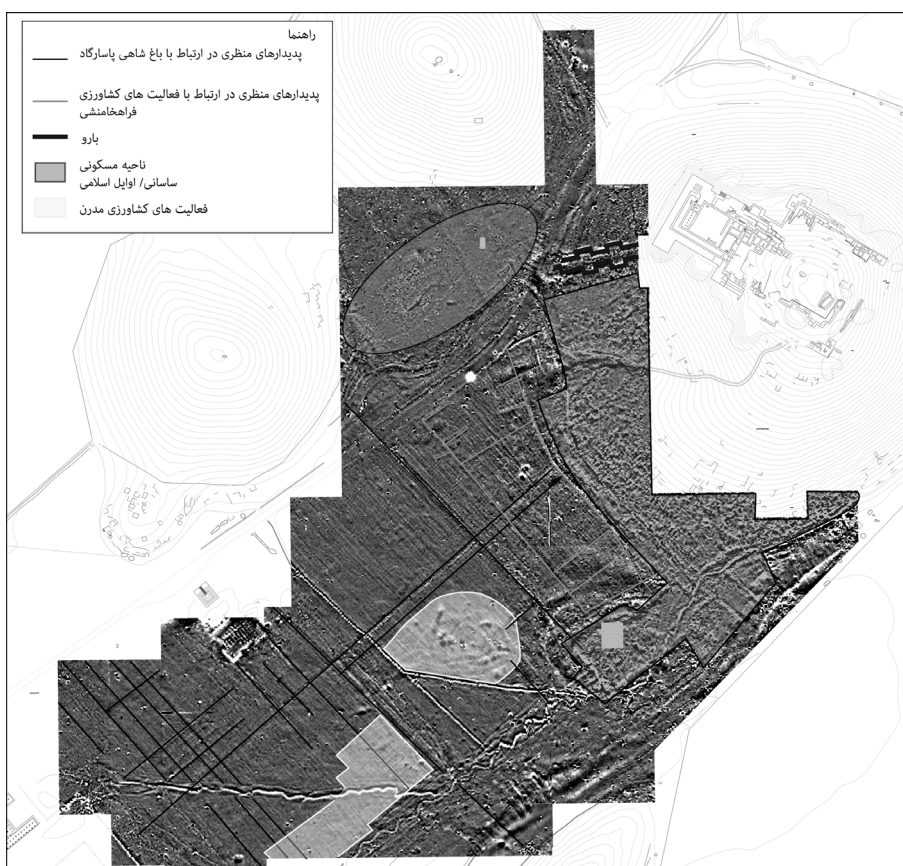 راهنما
پدیدارهای منظری در ارتباط با باغ شاهی پاسارگاد
پدیدارهای منظری در ارتباط با فعالیت های کشاورزی
فراهخامنشی
بارو
ناحیه مسکونی
ساسانی/ اوایل اسلامی
فعالیت های کشاورزی مدرن